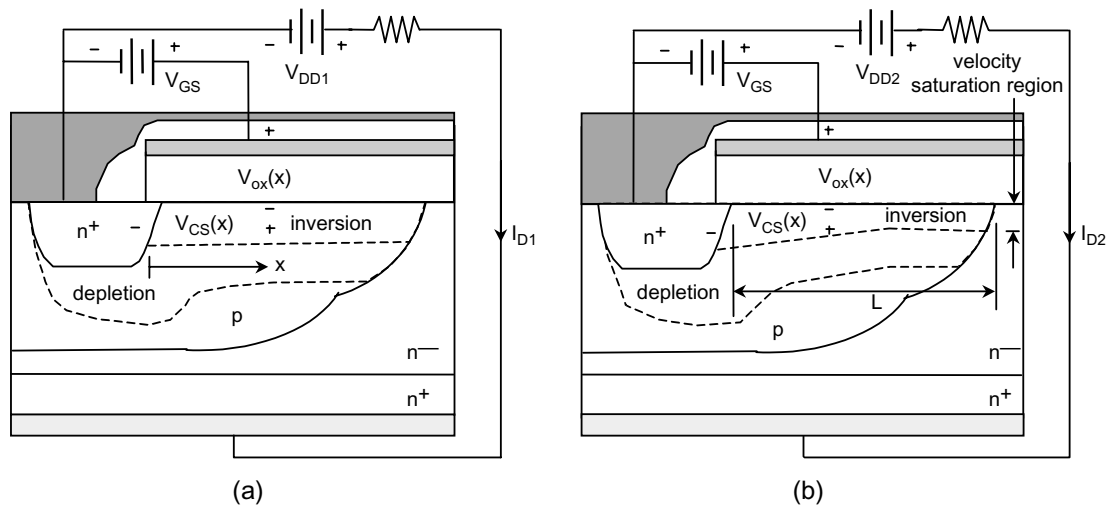 − + − +
V_GS V_DD1
+
V_ox(x)
n⁺ − V_CS(x) − + inversion
x
depletion
p
n—
n⁺
I_D1
(a)
− + − +
V_GS V_DD2
velocity
saturation region
+
V_ox(x)
n⁺ − V_CS(x) − + inversion
depletion
L
p
n—
n⁺
I_D2
(b)